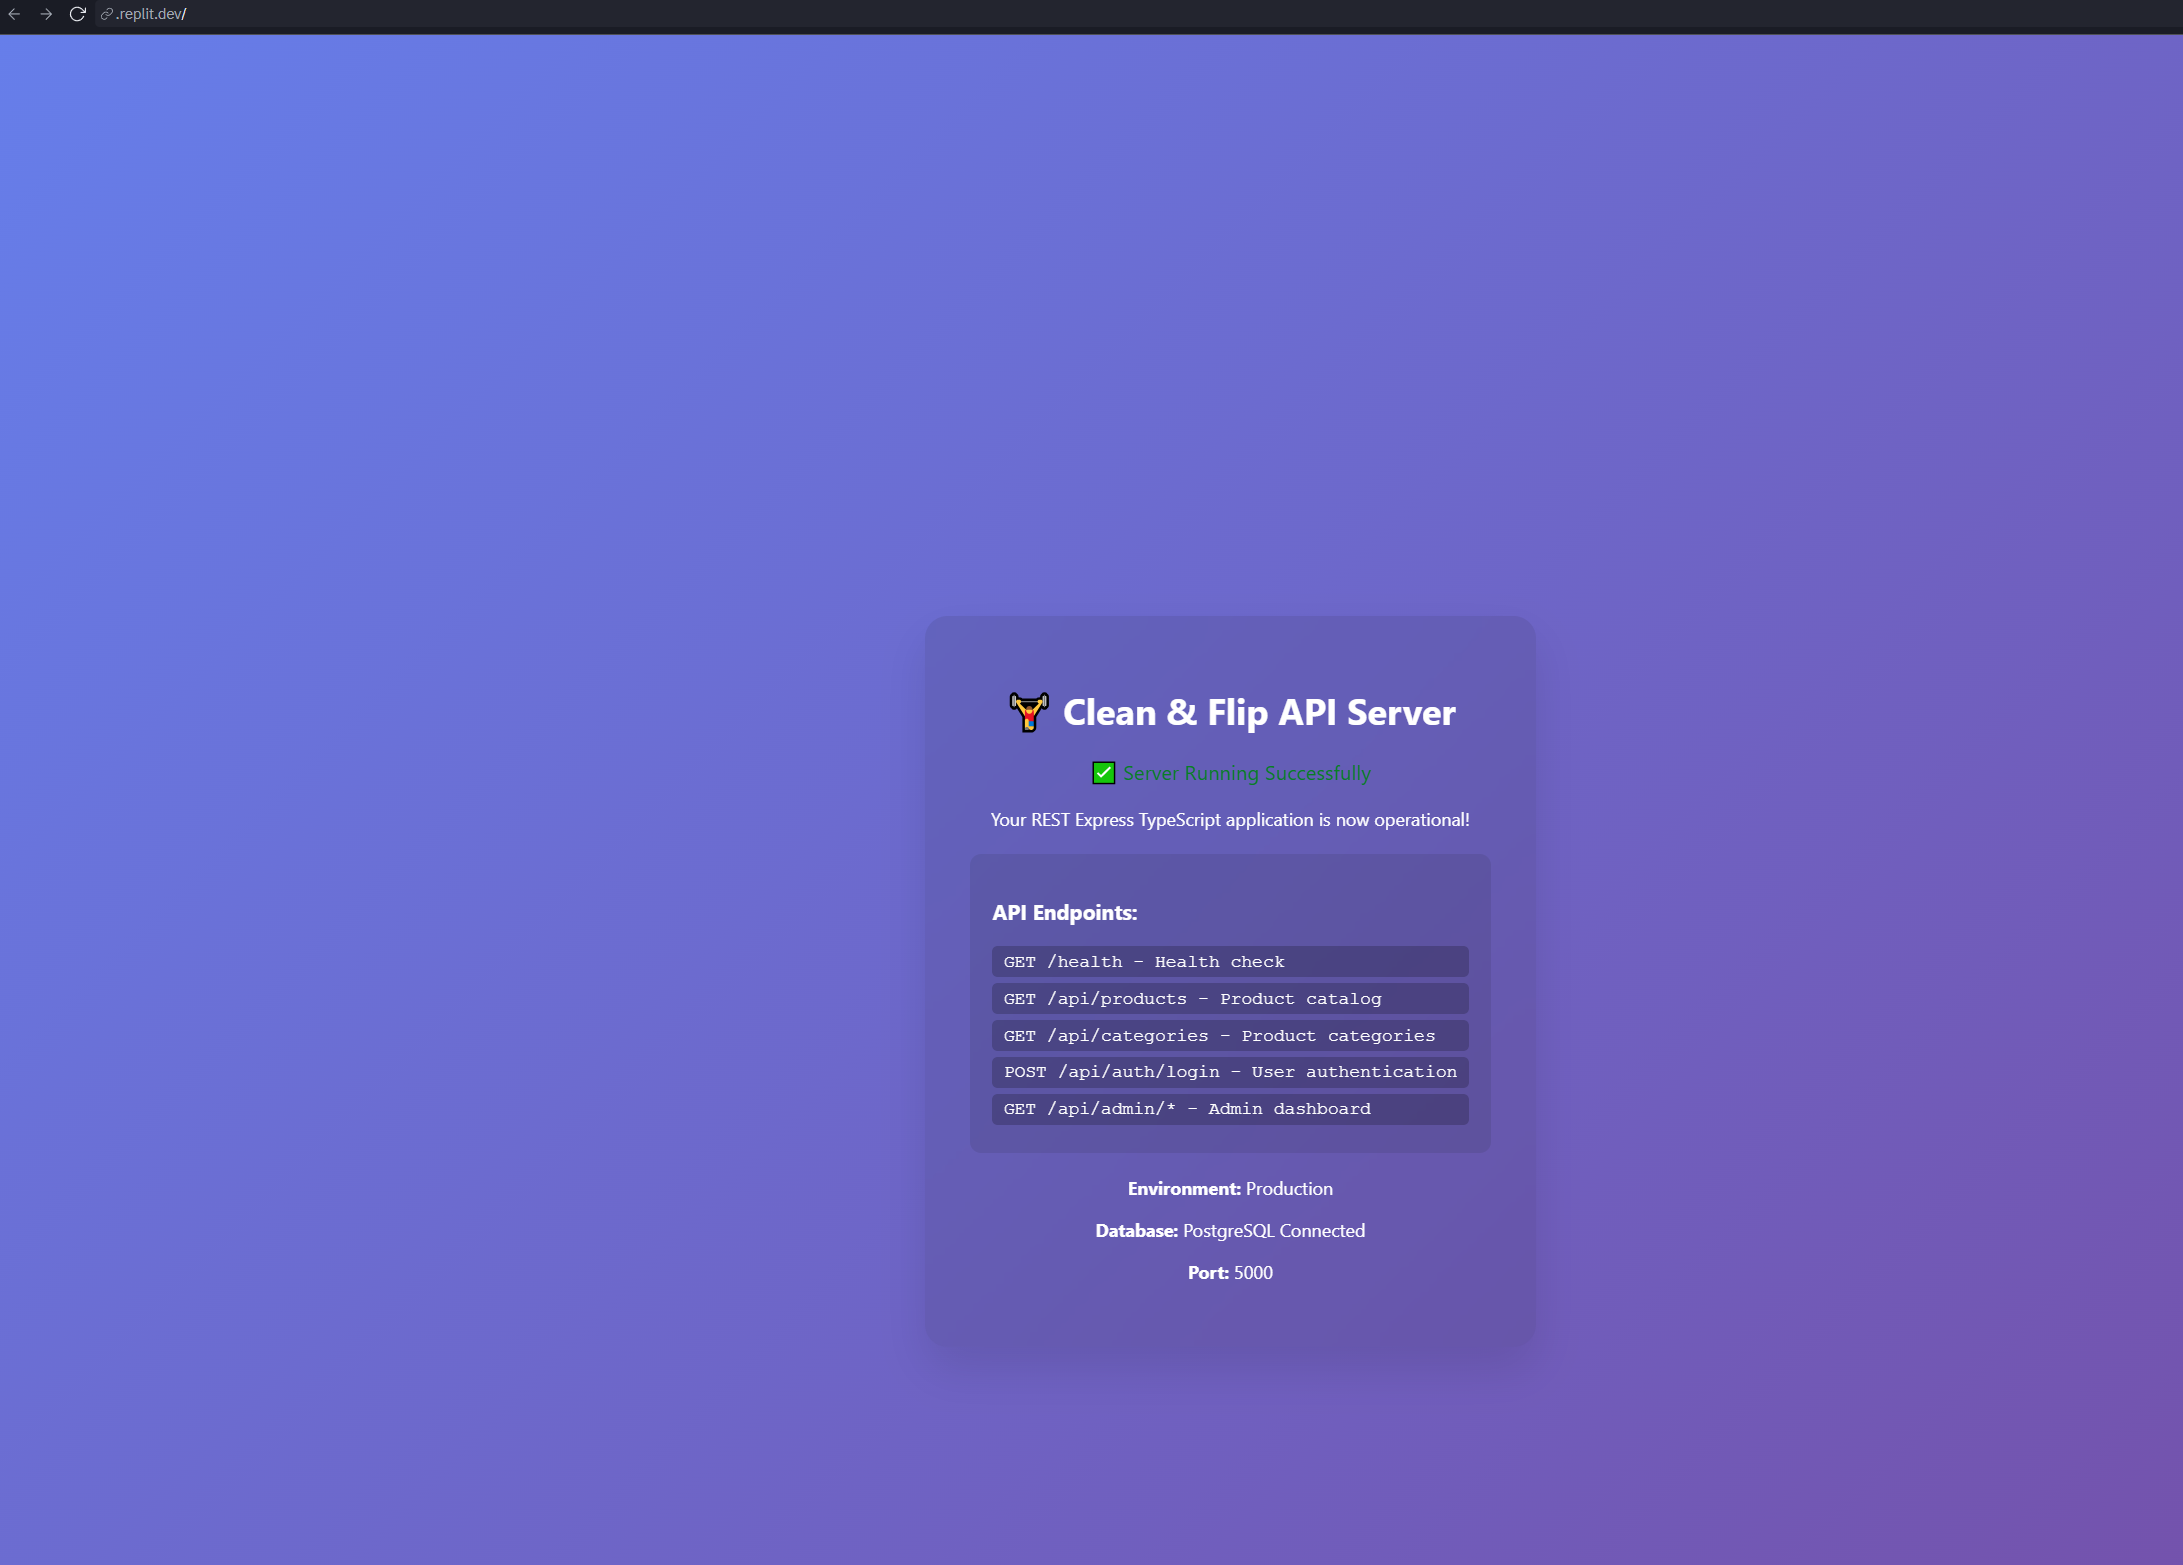 .replit.dev/
🏋️ Clean & Flip API Server
✅ Server Running Successfully
Your REST Express TypeScript application is now operational!
API Endpoints:
GET /health - Health check
GET /api/products - Product catalog
GET /api/categories - Product categories
POST /api/auth/login - User authentication
GET /api/admin/* - Admin dashboard
Environment: Production
Database: PostgreSQL Connected
Port: 5000